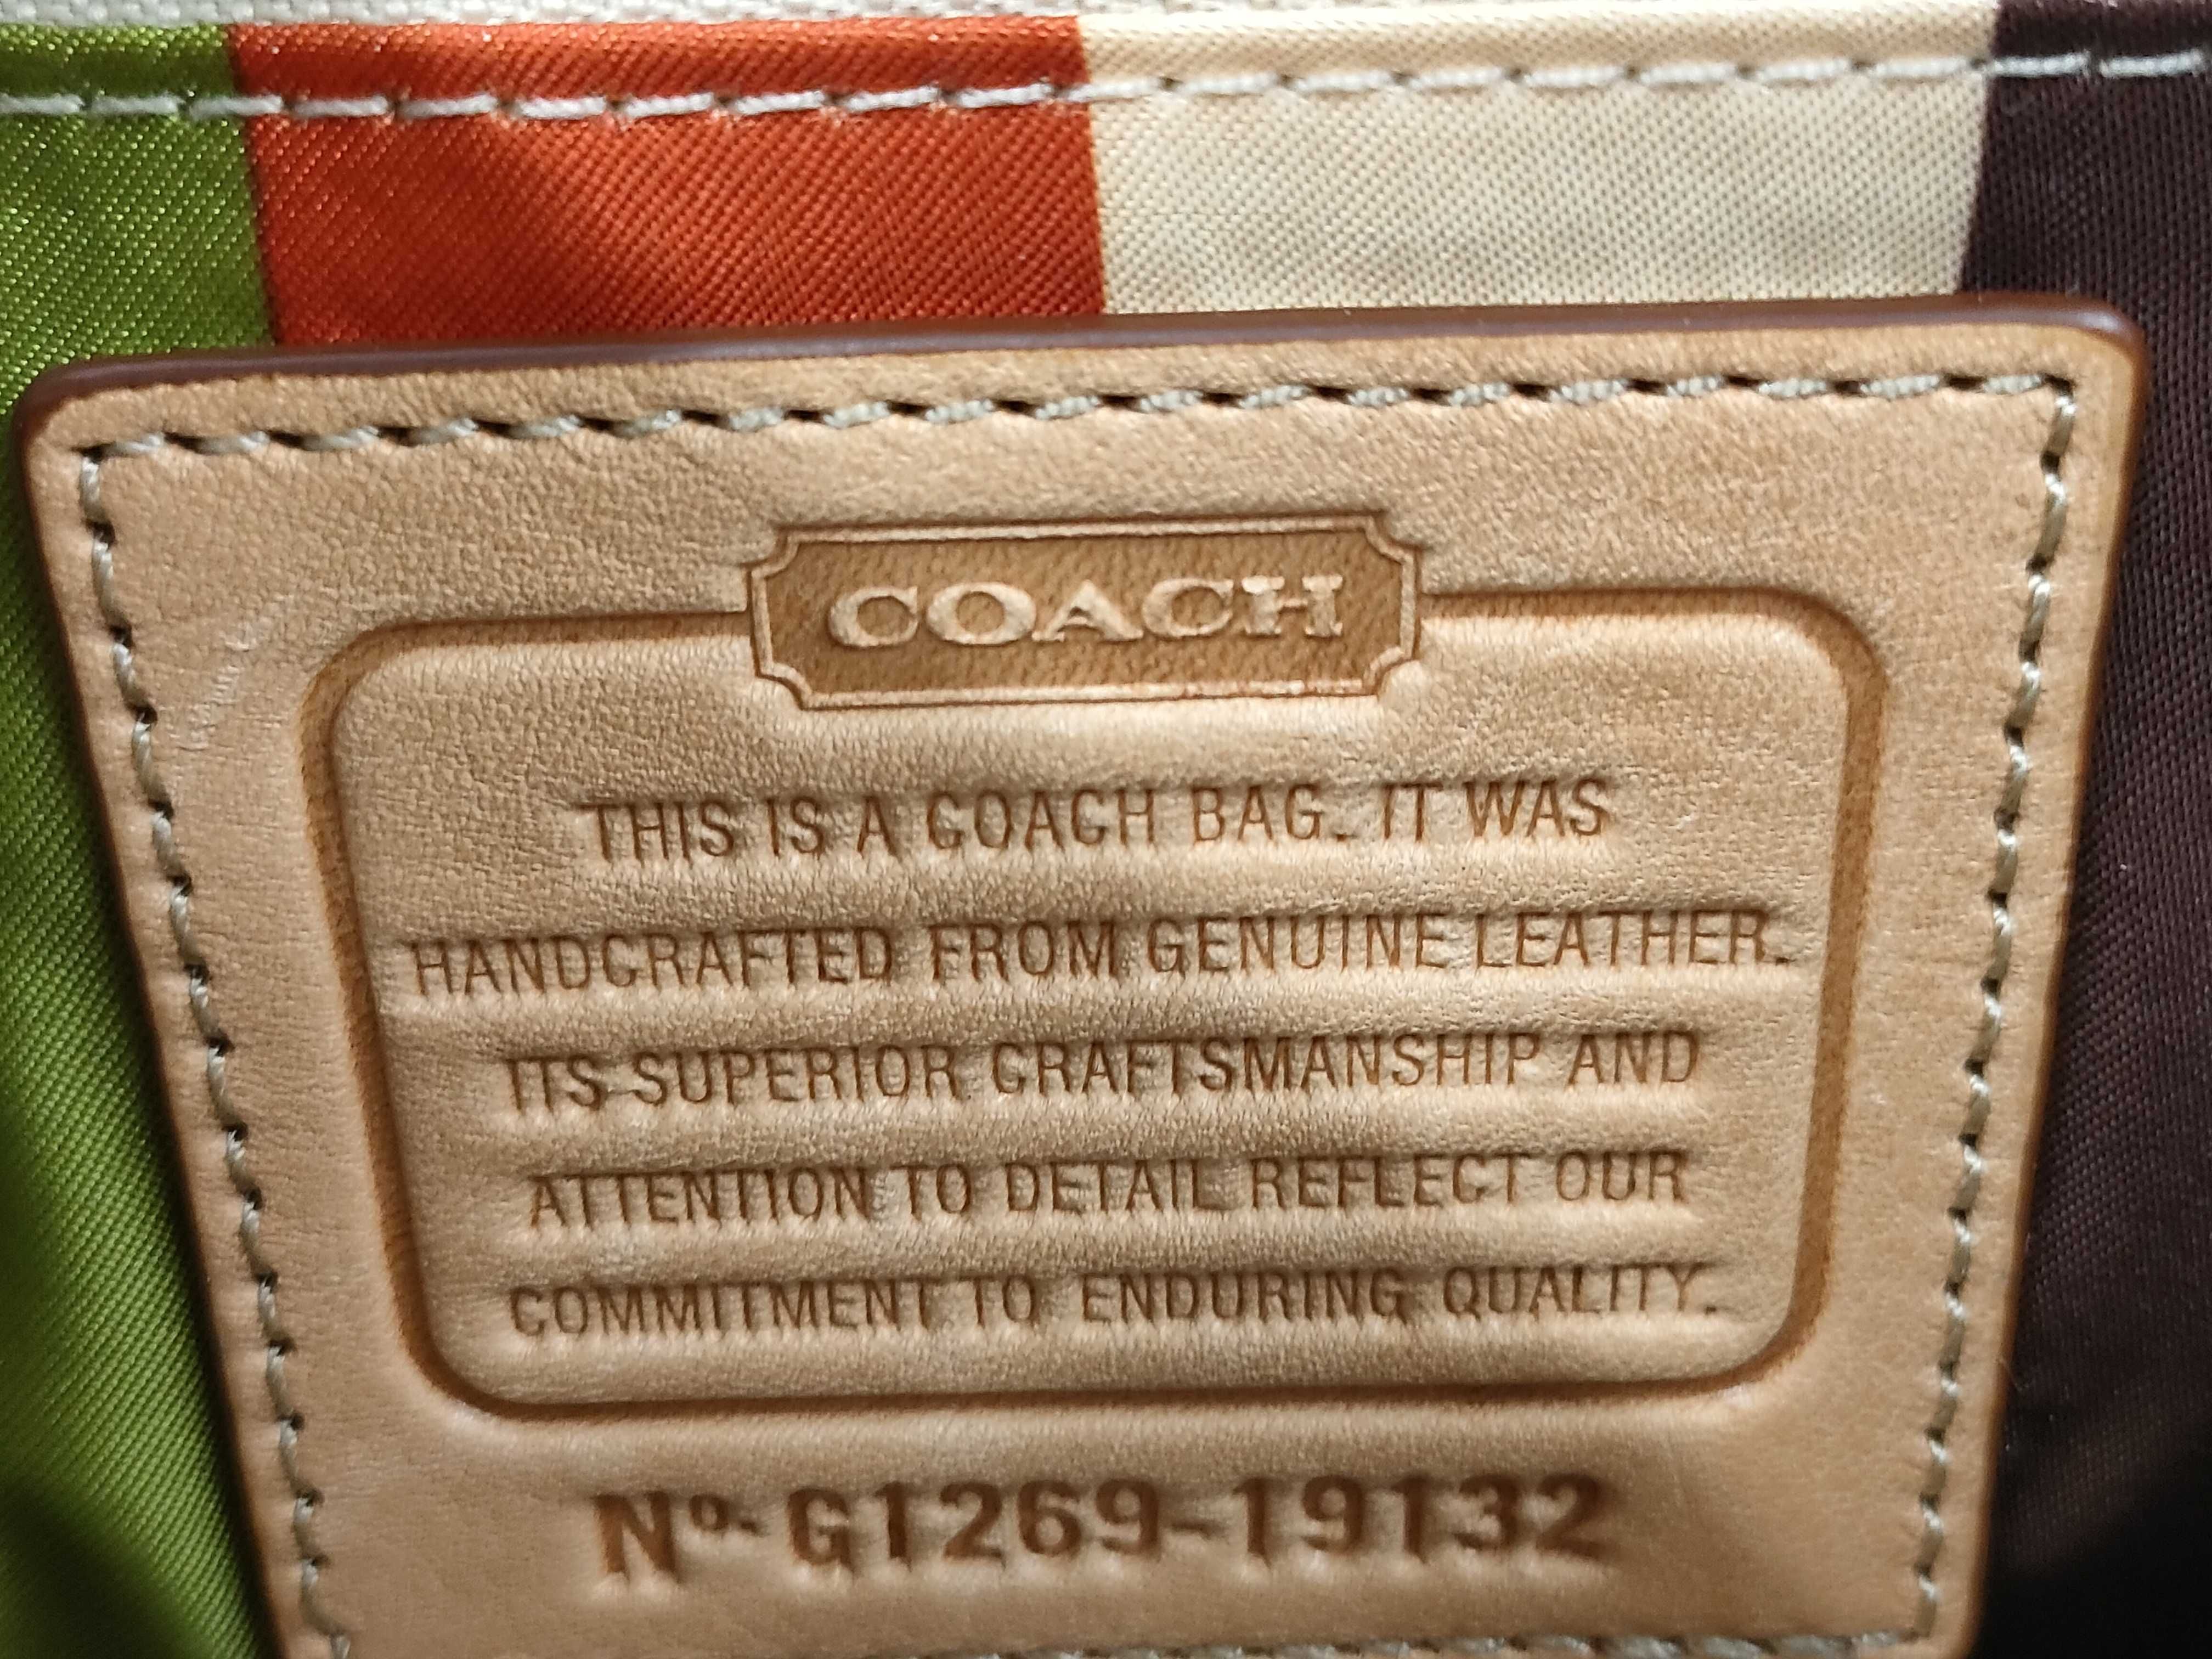 COACH
THIS IS A COACH BAG. IT WAS
HANDCRAFTED FROM GENUINE LEATHER.
ITS SUPERIOR CRAFTSMANSHIP AND
ATTENTION TO DETAIL REFLECT OUR
COMMITMENT TO ENDURING QUALITY.
Nº G1269-19132